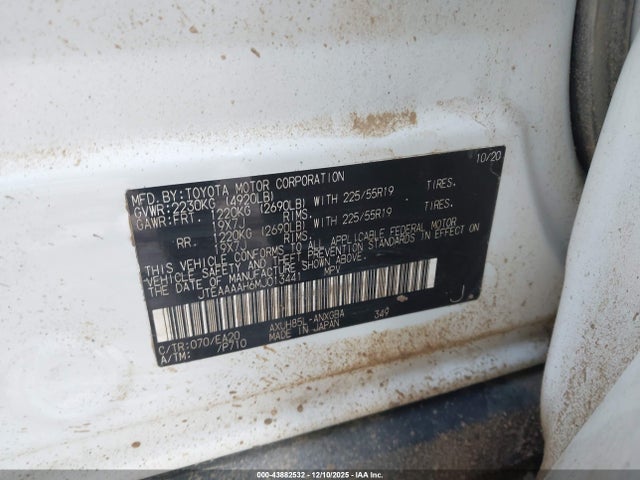 10/20
MFD. BY: TOYOTA MOTOR CORPORATION
GVWR: 2230KG (4920LB)
GAWR: FRT. 1220KG (2690LB) WITH 225/55R19 TIRES.
19X7J RIMS.
RR. 1220KG (2690LB) WITH 225/55R19 TIRES.
19X7J RIMS.
THIS VEHICLE CONFORMS TO ALL APPLICABLE FEDERAL MOTOR
VEHICLE SAFETY AND THEFT PREVENTION STANDARDS IN EFFECT ON
THE DATE OF MANUFACTURE SHOWN ABOVE.
JTEAAAAH6MJ013441 MPV
J
C/TR: 070/EA20 AXUH85L-ANXGBA 349
A/TM: /P710 MADE IN JAPAN
000-43882532 - 12/10/2025 - IAA, Inc.